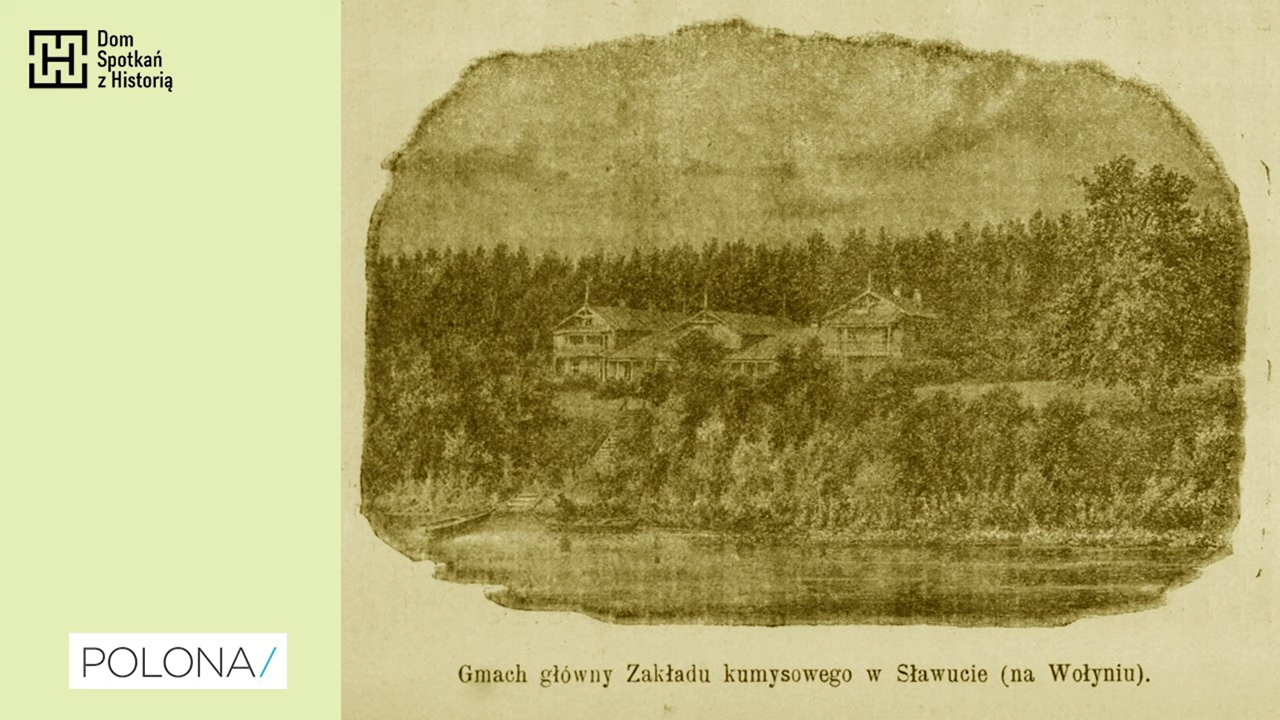 Dom
Spotkań
z Historią
POLONA/
Gmach główny Zakładu kumysowego w Sławucie (na Wołyniu).